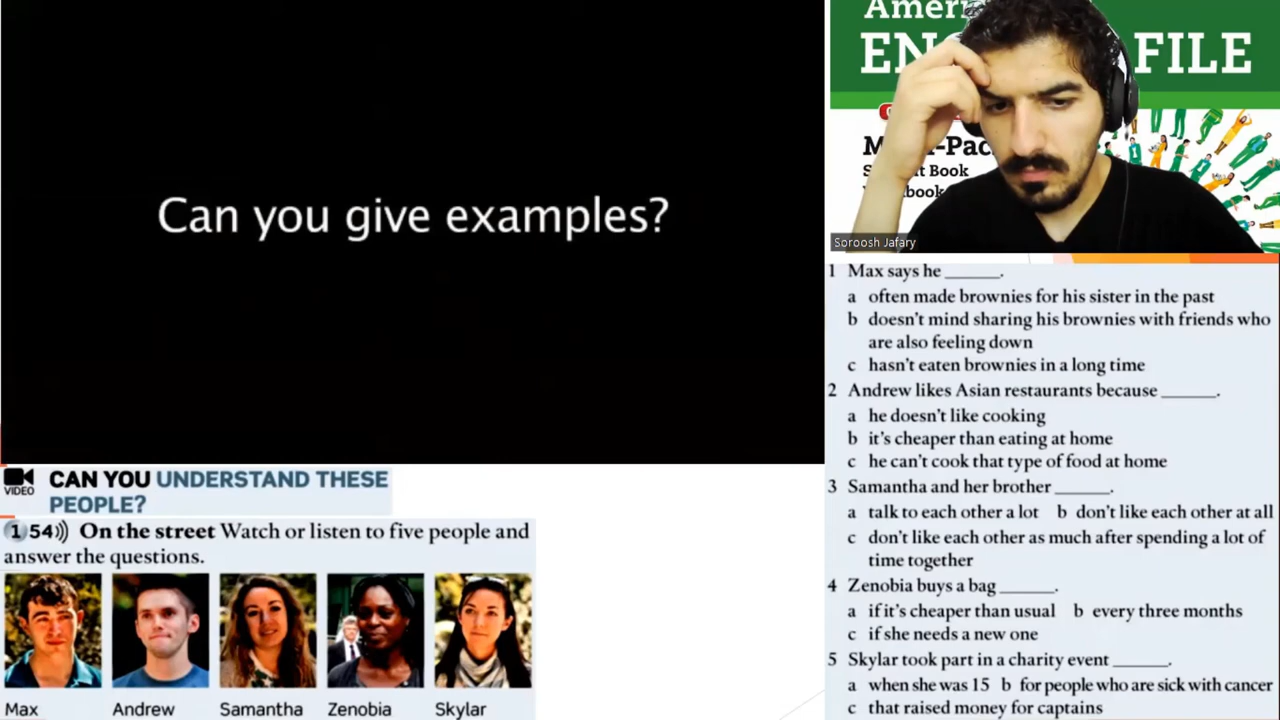 Can you give examples?
Ameri
EN FILE
Book
book
Soroosh Jafary
1 Max says he ______.
a often made brownies for his sister in the past
b doesn't mind sharing his brownies with friends who
are also feeling down
c hasn't eaten brownies in a long time
2 Andrew likes Asian restaurants because ______.
a he doesn't like cooking
b it's cheaper than eating at home
c he can't cook that type of food at home
3 Samantha and her brother ______.
a talk to each other a lot b don't like each other at all
c don't like each other as much after spending a lot of
time together
4 Zenobia buys a bag ______.
a if it's cheaper than usual b every three months
c if she needs a new one
5 Skylar took part in a charity event ______.
a when she was 15 b for people who are sick with cancer
c that raised money for captains
VIDEO
CAN YOU UNDERSTAND THESE
PEOPLE?
1 54)) On the street Watch or listen to five people and
answer the questions.
Max Andrew Samantha Zenobia Skylar